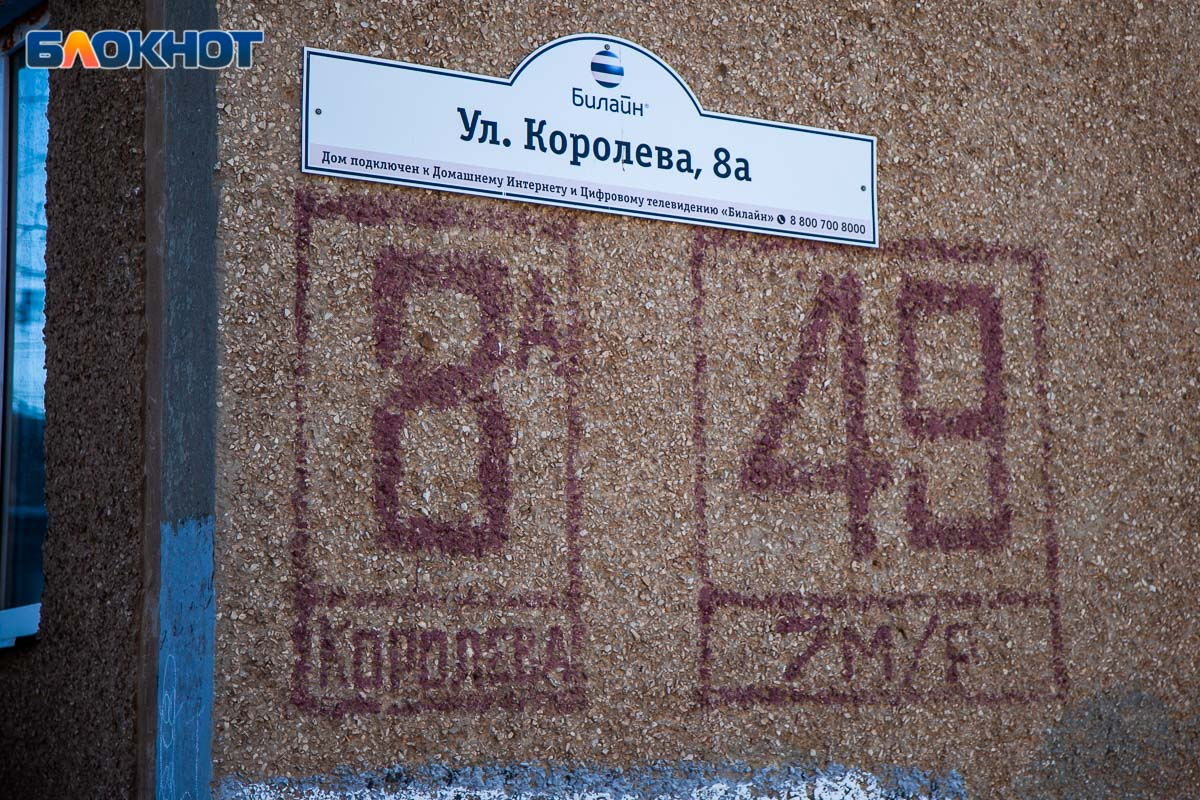 БЛОКНОТ
Билайн®
Ул. Королева, 8а
Дом подключен к Домашнему Интернету и Цифровому телевидению «Билайн» 8 800 700 8000
8А
КОРОЛЕВА
49